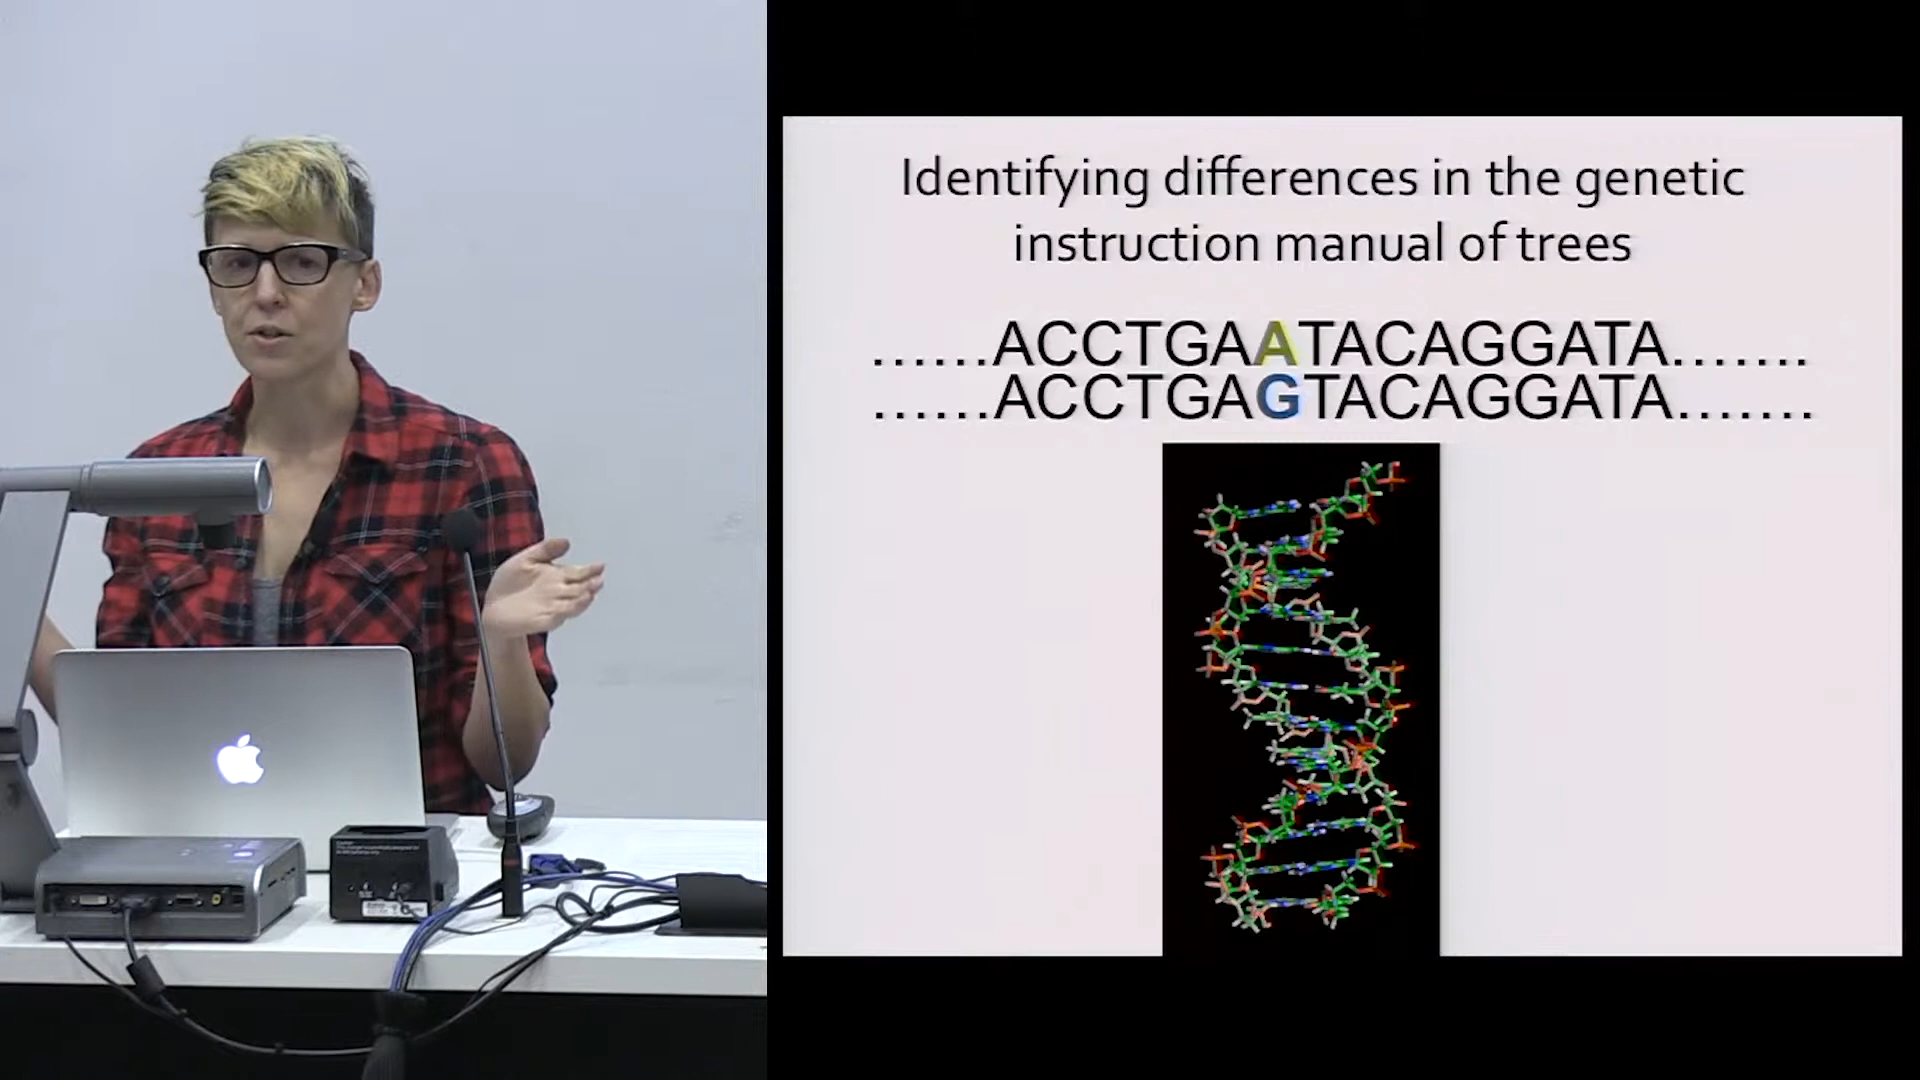 Identifying differences in the genetic
instruction manual of trees
......ACCTGAATACAGGATA.......
......ACCTGAGTACAGGATA.......